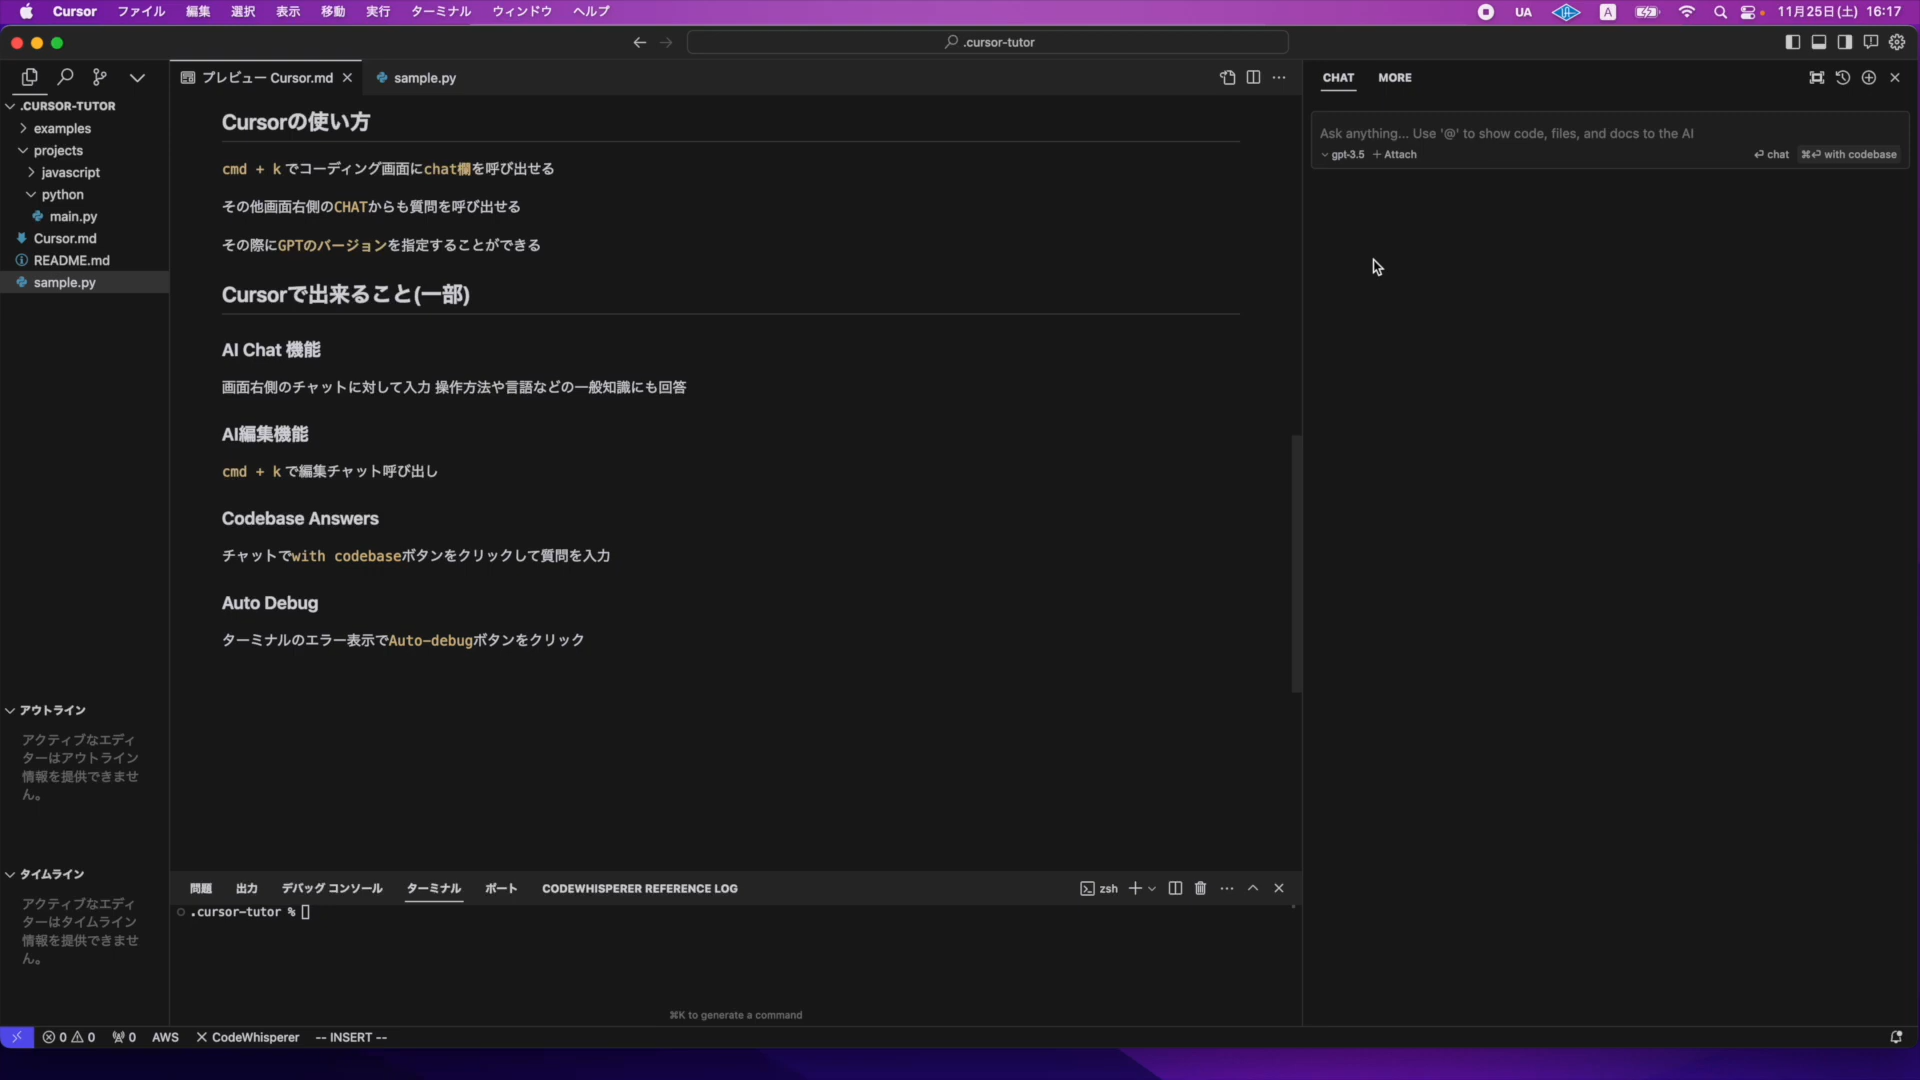 Cursor ファイル 編集 選択 表示 移動 実行 ターミナル ウィンドウ ヘルプ UA A 11月25日(土) 16:17
.cursor-tutor
プレビュー Cursor.md
sample.py
CHAT MORE
.CURSOR-TUTOR
examples
projects
javascript
python
main.py
Cursor.md
README.md
sample.py
アウトライン
アクティブなエディ
ターはアウトライン
情報を提供できませ
ん。
タイムライン
アクティブなエディ
ターはタイムライン
情報を提供できませ
ん。
Cursorの使い方
cmd + k でコーディング画面にchat欄を呼び出せる
その他画面右側のCHATからも質問を呼び出せる
その際にGPTのバージョンを指定することができる
Cursorで出来ること(一部)
AI Chat 機能
画面右側のチャットに対して入力 操作方法や言語などの一般知識にも回答
AI編集機能
cmd + k で編集チャット呼び出し
Codebase Answers
チャットでwith codebaseボタンをクリックして質問を入力
Auto Debug
ターミナルのエラー表示でAuto-debugボタンをクリック
Ask anything... Use '@' to show code, files, and docs to the AI
gpt-3.5 + Attach ⏎ chat ⌘⏎ with codebase
問題 出力 デバッグ コンソール ターミナル ポート CODEWHISPERER REFERENCE LOG zsh
.cursor-tutor %
⌘K to generate a command
0 0 0 AWS CodeWhisperer -- INSERT --